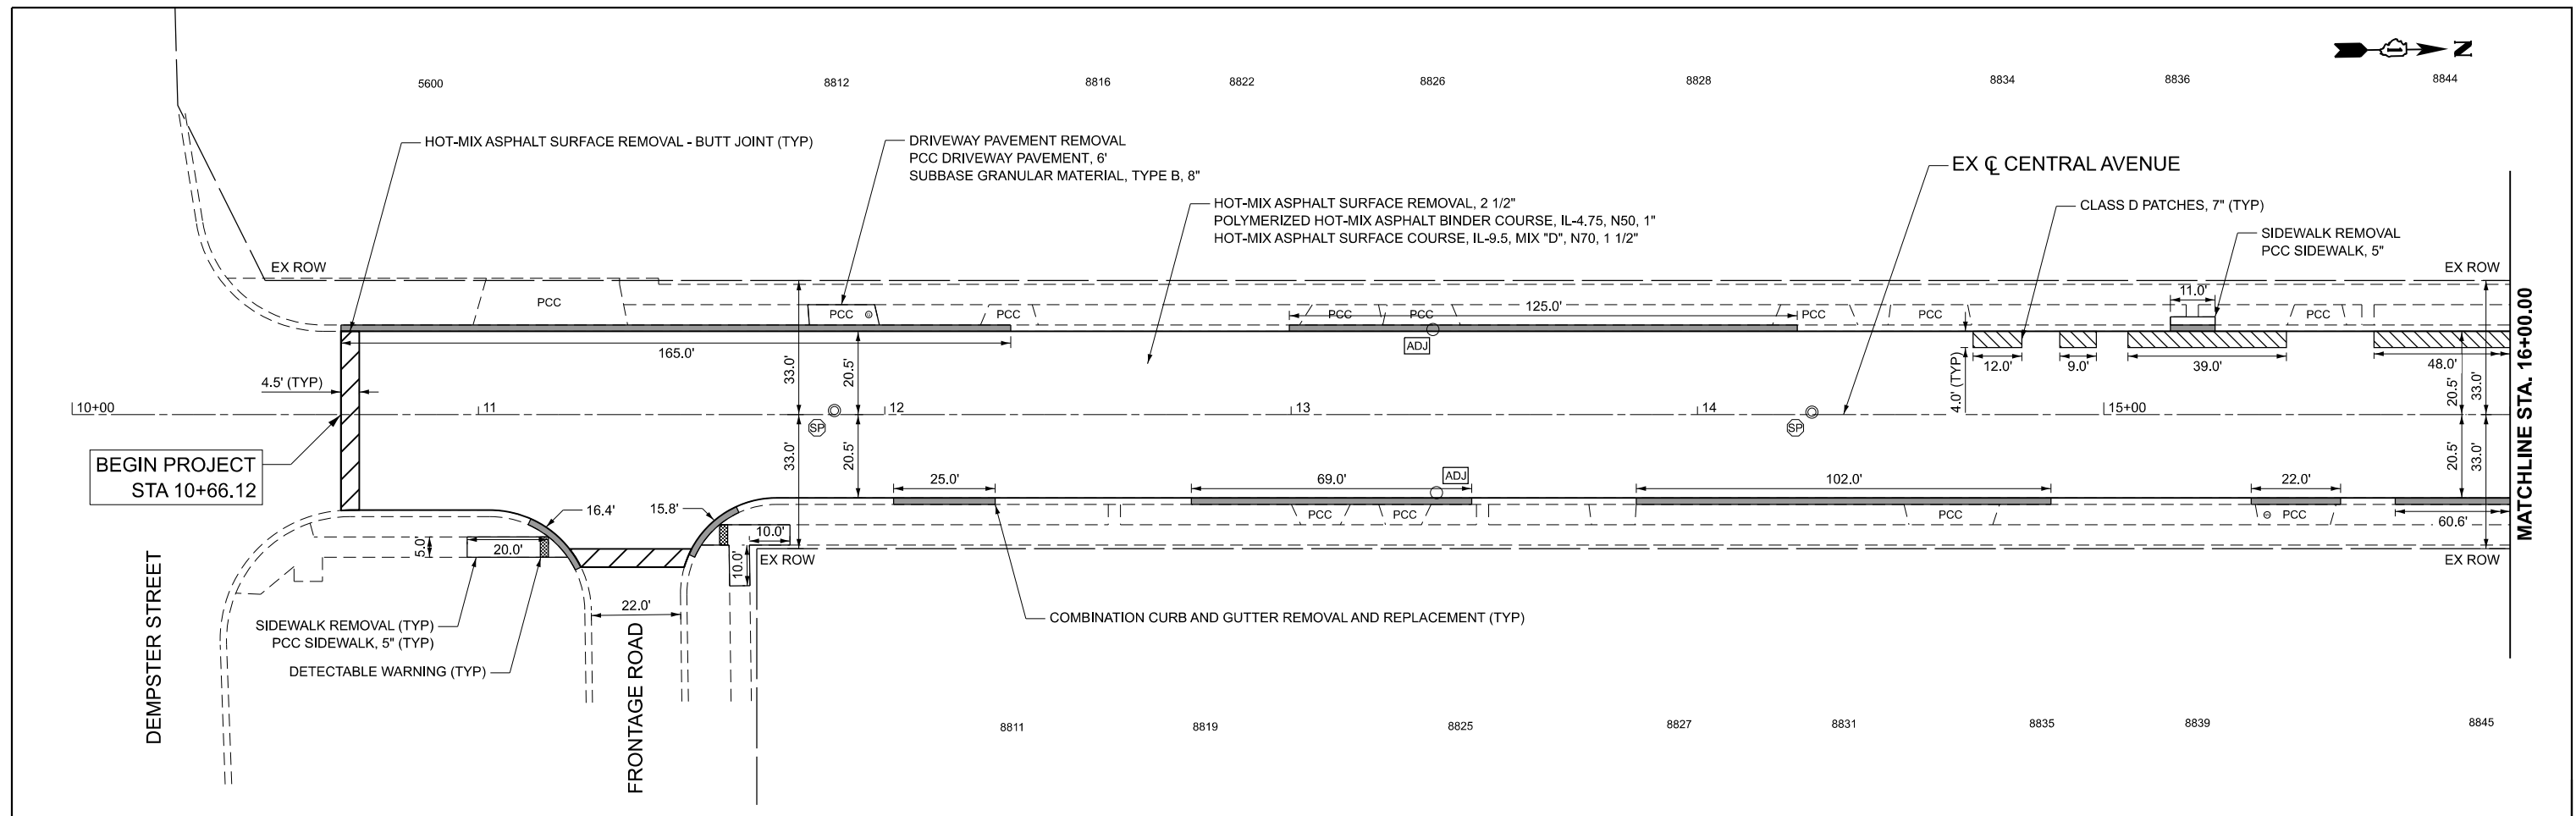 N
5600
8812
8816
8822
8826
8828
8834
8836
8844
HOT-MIX ASPHALT SURFACE REMOVAL - BUTT JOINT (TYP)
DRIVEWAY PAVEMENT REMOVAL
PCC DRIVEWAY PAVEMENT, 6'
SUBBASE GRANULAR MATERIAL, TYPE B, 8"
HOT-MIX ASPHALT SURFACE REMOVAL, 2 1/2"
POLYMERIZED HOT-MIX ASPHALT BINDER COURSE, IL-4.75, N50, 1"
HOT-MIX ASPHALT SURFACE COURSE, IL-9.5, MIX "D", N70, 1 1/2"
EX ℄ CENTRAL AVENUE
CLASS D PATCHES, 7" (TYP)
SIDEWALK REMOVAL
PCC SIDEWALK, 5"
EX ROW
EX ROW
PCC
PCC
PCC
PCC
PCC
125.0'
PCC
PCC
11.0'
PCC
165.0'
ADJ
4.5' (TYP)
33.0'
20.5'
4.0' (TYP)
12.0'
9.0'
39.0'
48.0'
20.5'
33.0'
10+00
11
12
13
14
15+00
SP
SP
MATCHLINE STA. 16+00.00
BEGIN PROJECT
STA 10+66.12
33.0'
20.5'
25.0'
69.0'
ADJ
102.0'
22.0'
20.5'
33.0'
16.4'
15.8'
PCC
PCC
PCC
PCC
60.6'
5.0'
20.0'
10.0'
10.0'
EX ROW
EX ROW
22.0'
SIDEWALK REMOVAL (TYP)
PCC SIDEWALK, 5" (TYP)
DETECTABLE WARNING (TYP)
COMBINATION CURB AND GUTTER REMOVAL AND REPLACEMENT (TYP)
DEMPSTER STREET
FRONTAGE ROAD
8811
8819
8825
8827
8831
8835
8839
8845